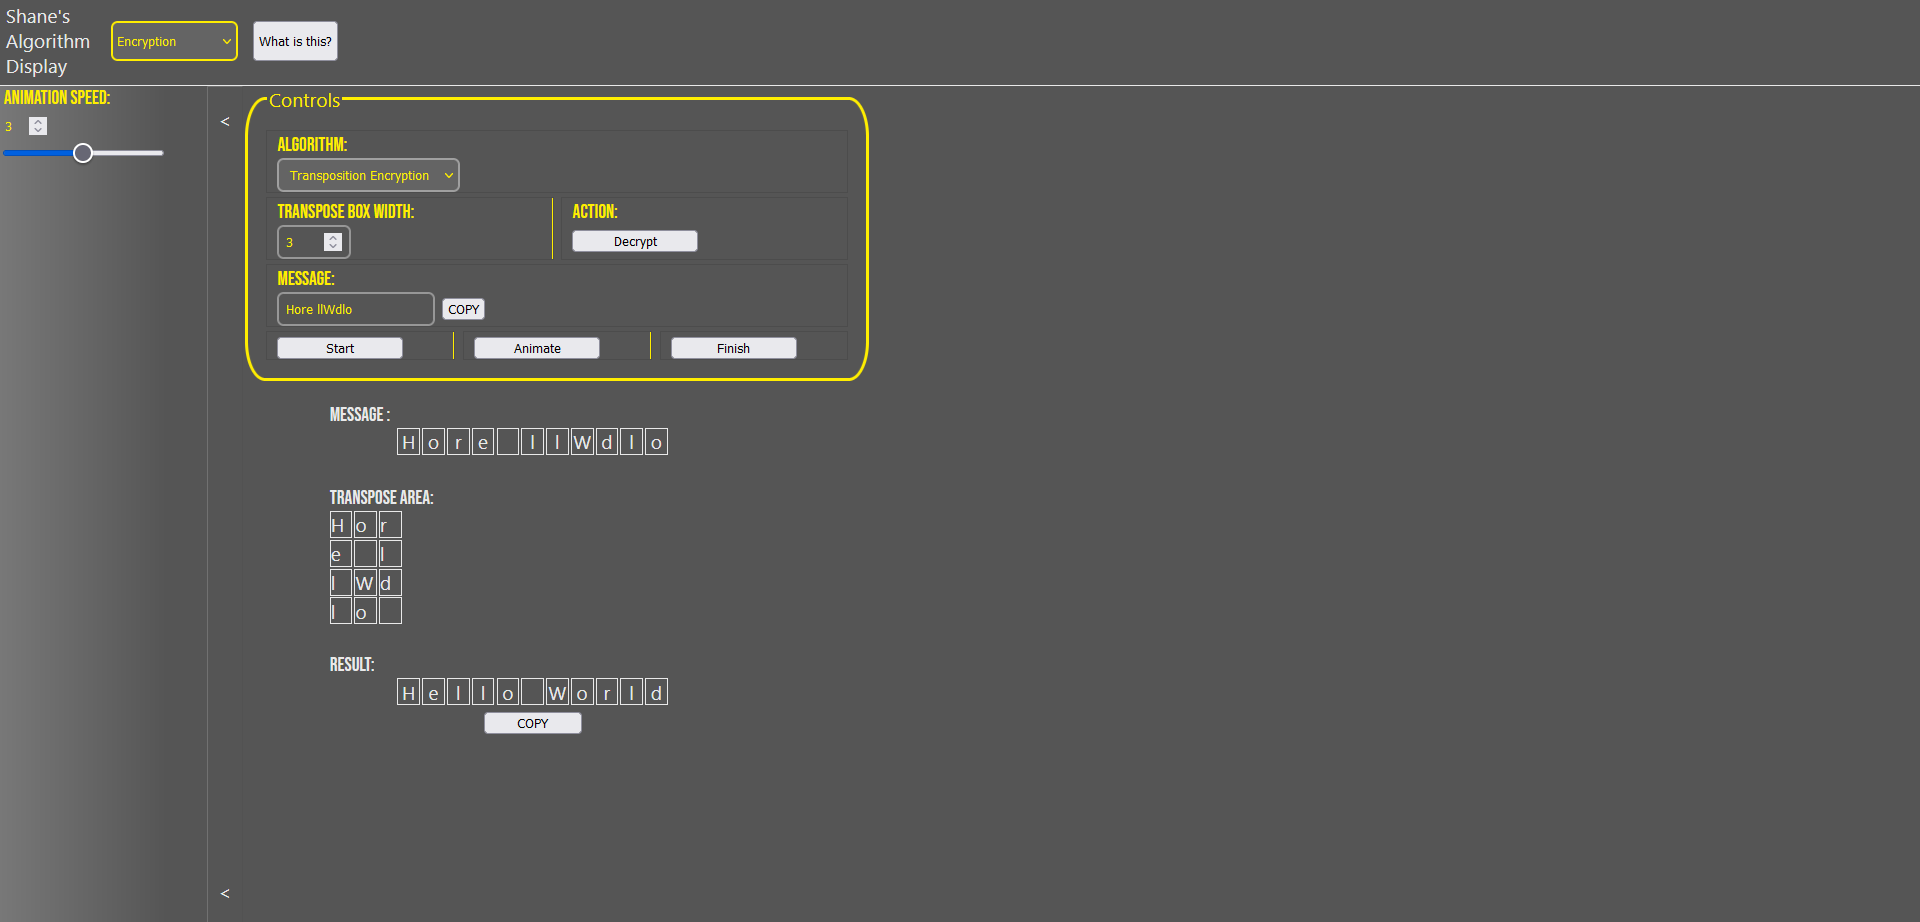 Shane's
Algorithm
Display
Encryption
What is this?
ANIMATION SPEED:
3
<
Controls
ALGORITHM:
Transposition Encryption
TRANSPOSE BOX WIDTH:
3
ACTION:
Decrypt
MESSAGE:
Hore llWdlo
COPY
Start Animate Finish
MESSAGE :
H o r e l l W d l o
TRANSPOSE AREA:
H o r
e l
l W d
l o
RESULT:
H e l l o W o r l d
COPY
<